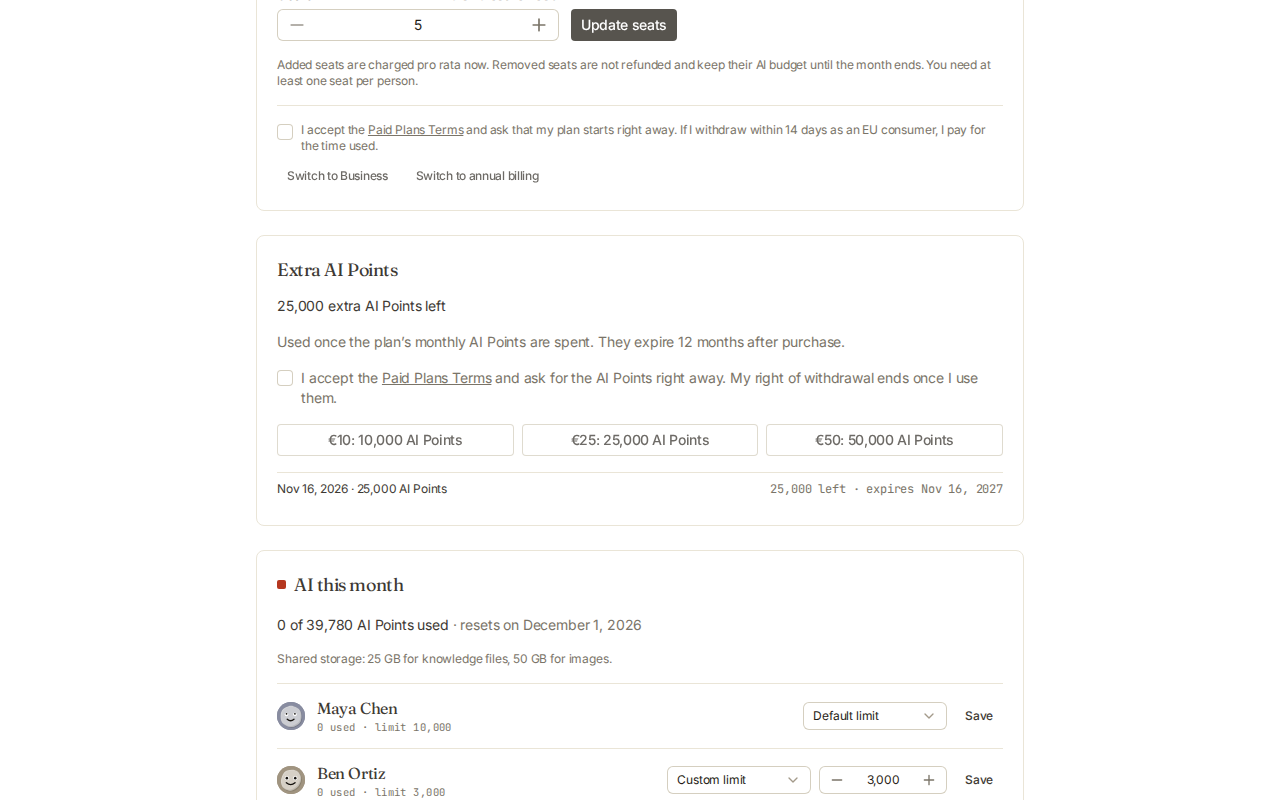 5
Update seats
Added seats are charged pro rata now. Removed seats are not refunded and keep their AI budget until the month ends. You need at
least one seat per person.
I accept the Paid Plans Terms and ask that my plan starts right away. If I withdraw within 14 days as an EU consumer, I pay for
the time used.
Switch to Business
Switch to annual billing
Extra AI Points
25,000 extra AI Points left
Used once the plan's monthly AI Points are spent. They expire 12 months after purchase.
I accept the Paid Plans Terms and ask for the AI Points right away. My right of withdrawal ends once I use
them.
€10: 10,000 AI Points
€25: 25,000 AI Points
€50: 50,000 AI Points
Nov 16, 2026 · 25,000 AI Points
25,000 left · expires Nov 16, 2027
AI this month
0 of 39,780 AI Points used · resets on December 1, 2026
Shared storage: 25 GB for knowledge files, 50 GB for images.
Maya Chen
0 used · limit 10,000
Default limit
Save
Ben Ortiz
0 used · limit 3,000
Custom limit
3,000
Save